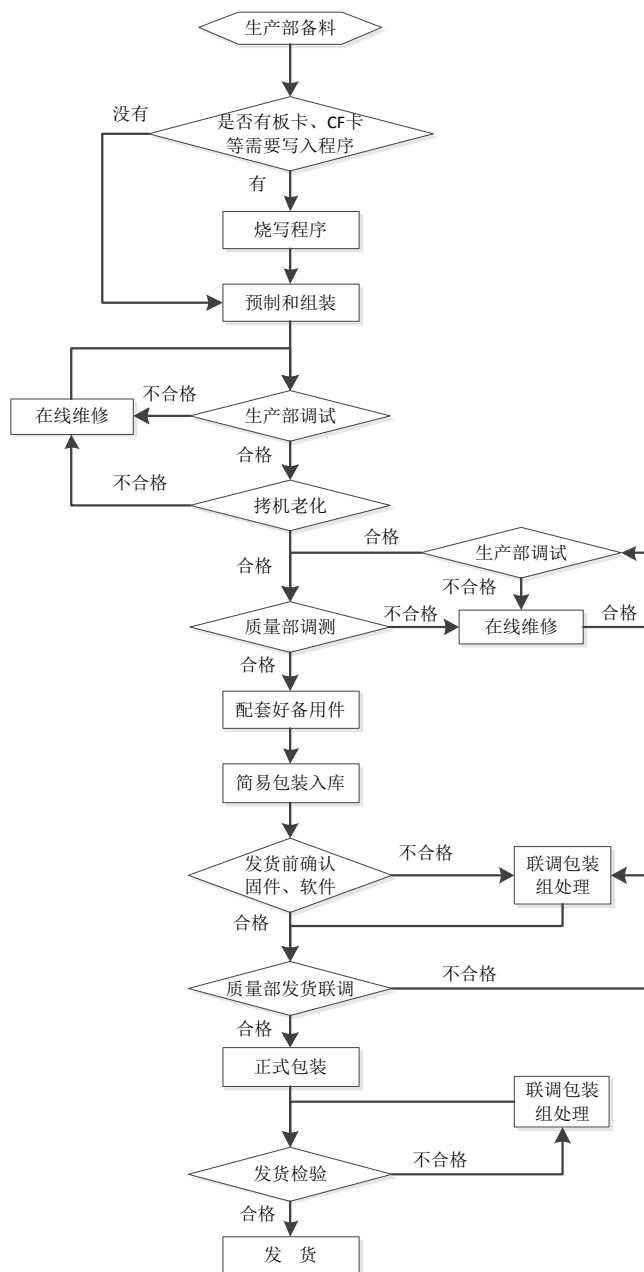 生产部备料
没有
是否有板卡、CF卡
等需要写入程序
有
烧写程序
预制和组装
不合格
在线维修
生产部调试
合格
不合格
拷机老化
合格
生产部调试
合格
不合格
不合格
质量部调测
在线维修
合格
合格
配套好备用件
简易包装入库
发货前确认
固件、软件
不合格
联调包装
组处理
合格
质量部发货联调
不合格
合格
正式包装
联调包装
组处理
发货检验
不合格
合格
发 货